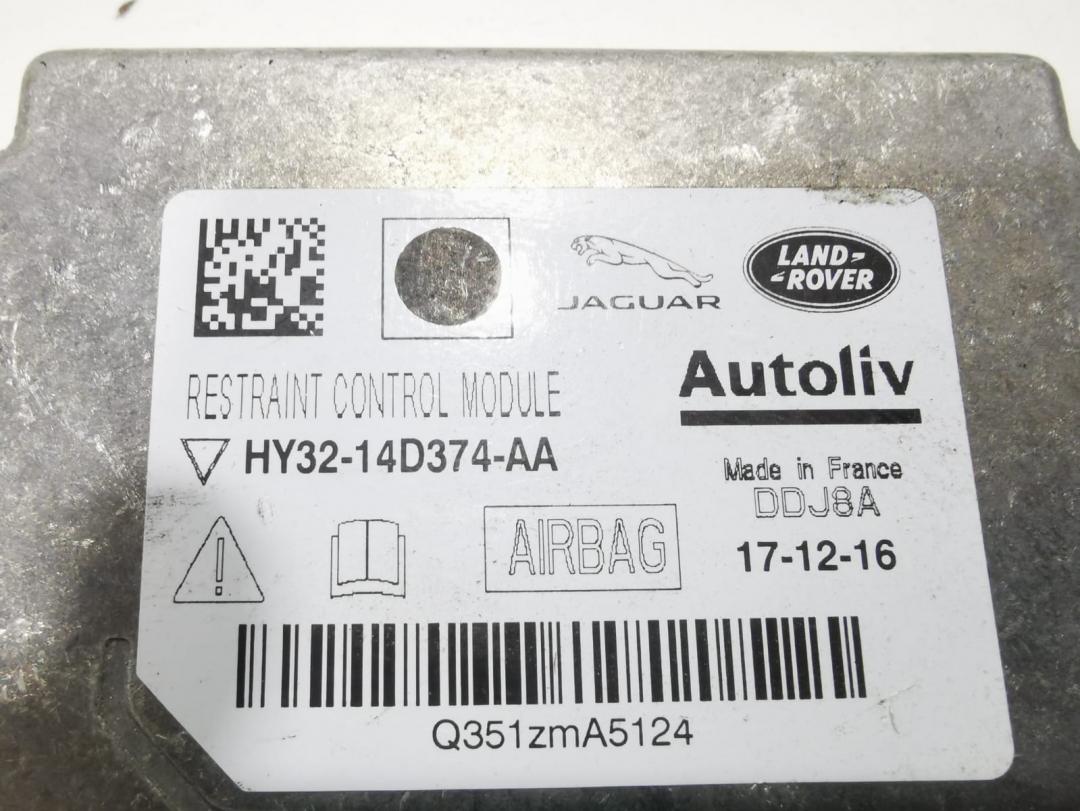 JAGUAR
LAND-
-ROVER
Autoliv
RESTRAINT CONTROL MODULE
HY32-14D374-AA
Made in France
DDJ8A
17-12-16
AIRBAG
Q351zmA5124